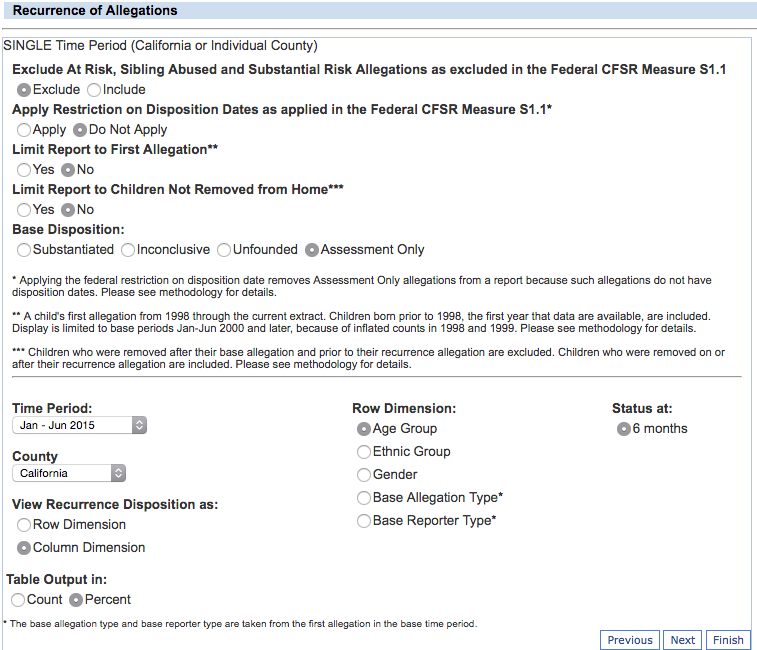 Recurrence of Allegations
SINGLE Time Period (California or Individual County)
Exclude At Risk, Sibling Abused and Substantial Risk Allegations as excluded in the Federal CFSR Measure S1.1
Exclude Include
Apply Restriction on Disposition Dates as applied in the Federal CFSR Measure S1.1*
Apply Do Not Apply
Limit Report to First Allegation**
Yes No
Limit Report to Children Not Removed from Home***
Yes No
Base Disposition:
Substantiated Inconclusive Unfounded Assessment Only
* Applying the federal restriction on disposition date removes Assessment Only allegations from a report because such allegations do not have
disposition dates. Please see methodology for details.
** A child's first allegation from 1998 through the current extract. Children born prior to 1998, the first year that data are available, are included.
Display is limited to base periods Jan-Jun 2000 and later, because of inflated counts in 1998 and 1999. Please see methodology for details.
*** Children who were removed after their base allegation and prior to their recurrence allegation are excluded. Children who were removed on or
after their recurrence allegation are included. Please see methodology for details.
Time Period:
Jan - Jun 2015
County
California
View Recurrence Disposition as:
Row Dimension
Column Dimension
Row Dimension:
Age Group
Ethnic Group
Gender
Base Allegation Type*
Base Reporter Type*
Status at:
6 months
Table Output in:
Count Percent
* The base allegation type and base reporter type are taken from the first allegation in the base time period.
Previous Next Finish